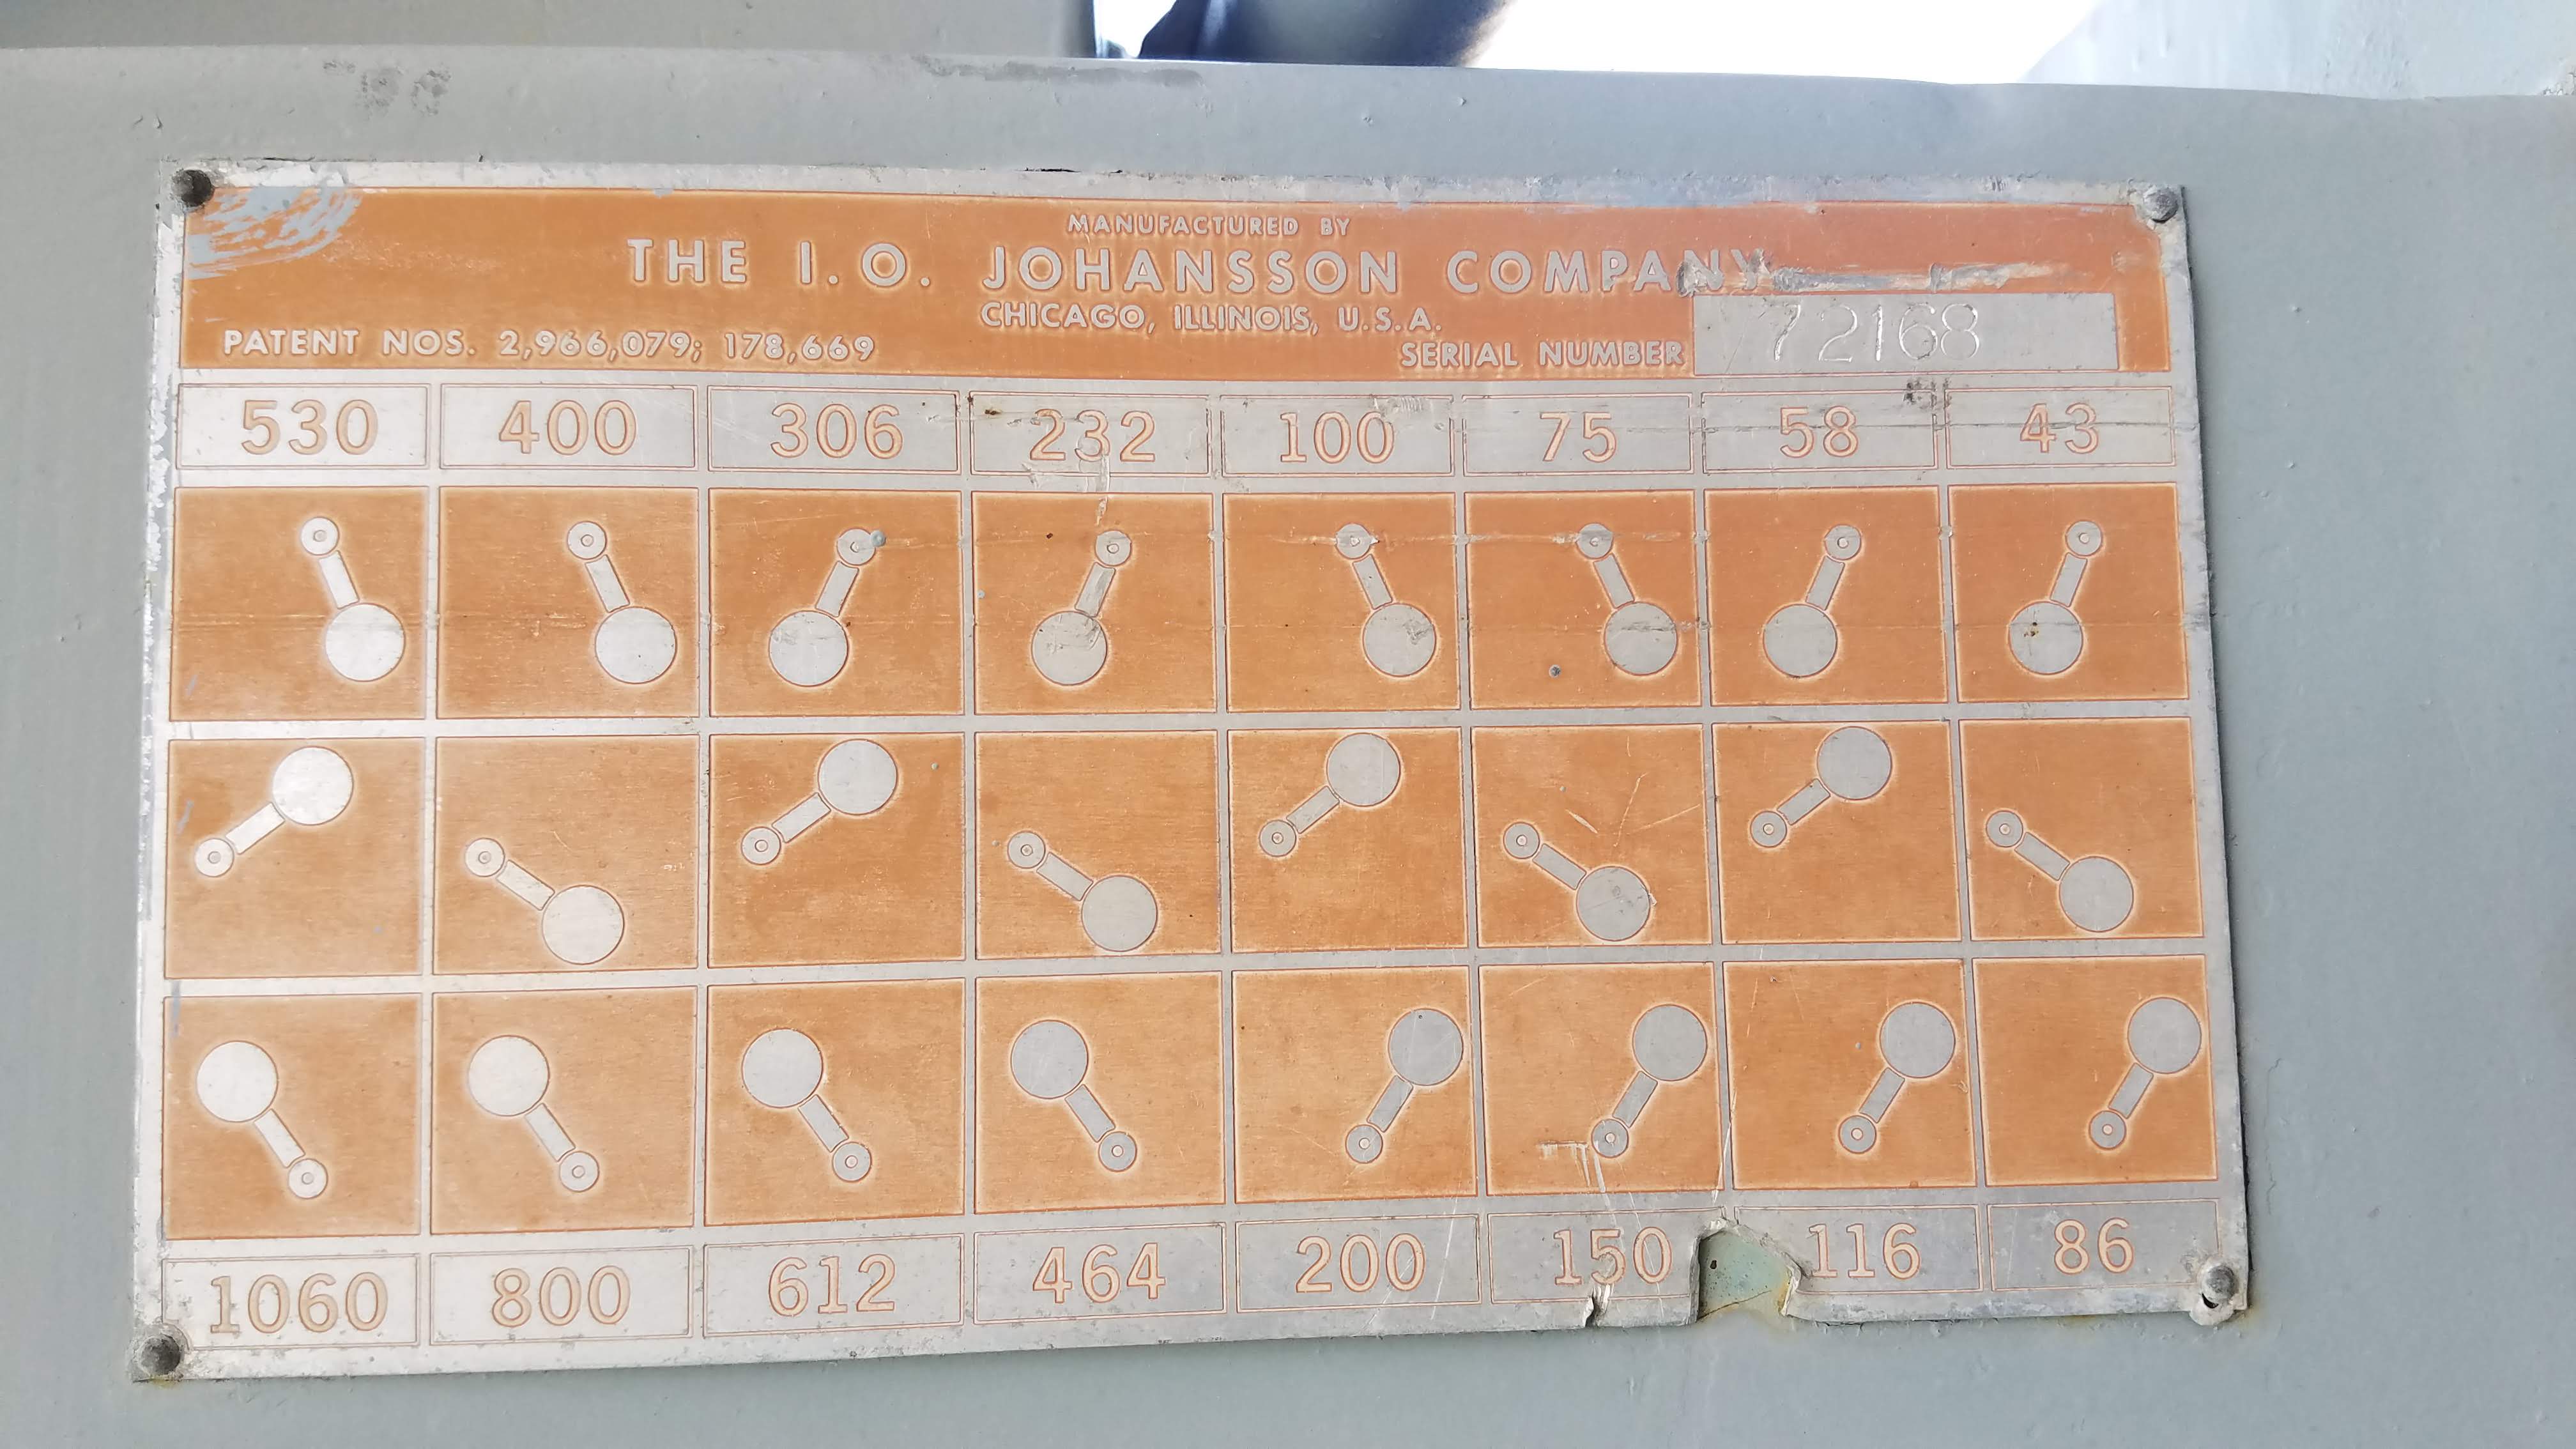 MANUFACTURED BY
THE I. O. JOHANSSON COMPANY
CHICAGO, ILLINOIS, U.S.A.
PATENT NOS. 2,966,079; 178,669
SERIAL NUMBER 72168
530 400 306 232 100 75 58 43
1060 800 612 464 200 150 116 86